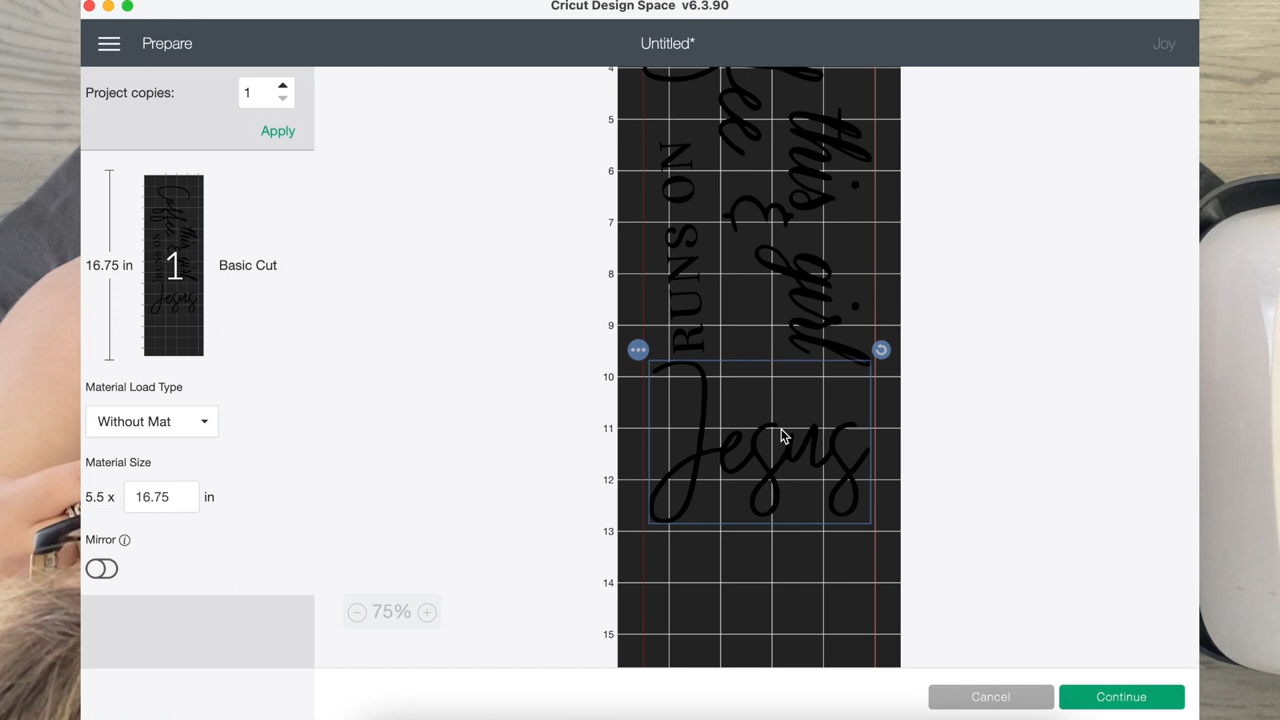 Cricut Design Space v6.3.90
Prepare
Untitled*
Joy
Project copies:
1
Apply
16.75 in
1
Basic Cut
Material Load Type
Without Mat
Material Size
5.5 x
16.75
in
Mirror
75%
4
5
6
7
8
9
10
11
12
13
14
15
this & girl
RUNS ON
Jesus
Cancel
Continue